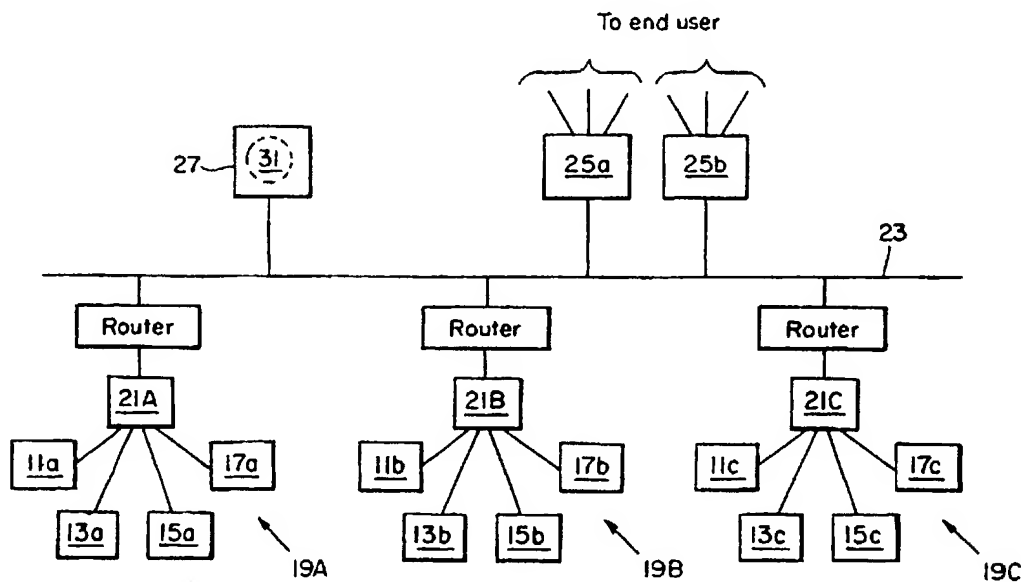 To end user
27
31
25a
25b
23
Router
Router
Router
21A
21B
21C
11a
17a
11b
17b
11c
17c
13a
15a
13b
15b
13c
15c
19A
19B
19C